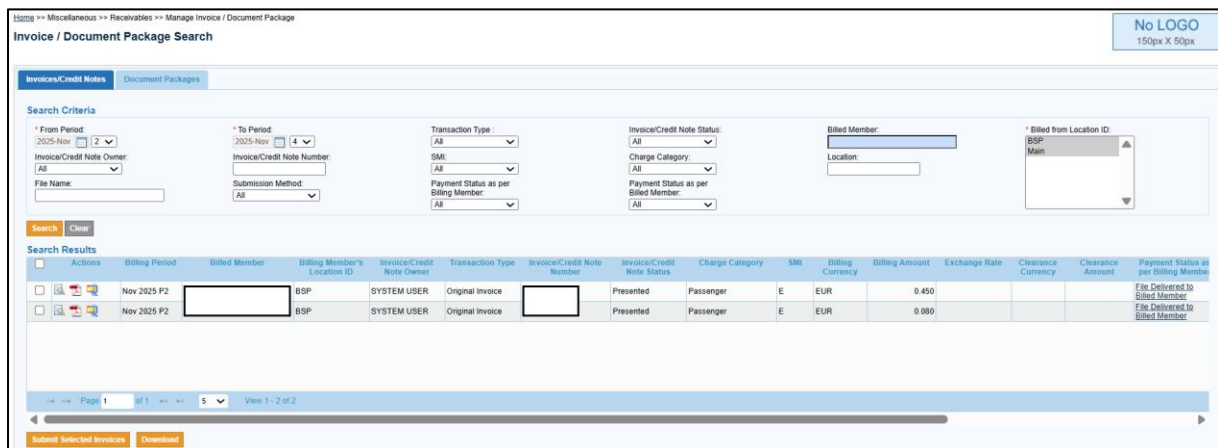 Home >> Miscellaneous >> Receivables >> Manage Invoice / Document Package
Invoice / Document Package Search
No LOGO
150px X 50px
Invoices/Credit Notes Document Packages
Search Criteria
* From Period: * To Period: Transaction Type : Invoice/Credit Note Status: Billed Member: * Billed from Location ID:
2025-Nov 2 2025-Nov 4 All All BSP
Main
Invoice/Credit Note Owner: Invoice/Credit Note Number: SMI: Charge Category: Location:
All All All
File Name: Submission Method: Payment Status as per Billing Member: Payment Status as per Billed Member:
All All All
Search Clear
Search Results
Actions Billing Period Billed Member Billing Member's Location ID Invoice/Credit Note Owner Transaction Type Invoice/Credit Note Number Invoice/Credit Note Status Charge Category SMI Billing Currency Billing Amount Exchange Rate Clearance Currency Clearance Amount Payment Status as per Billing Membe
Nov 2025 P2 BSP SYSTEM USER Original Invoice Presented Passenger E EUR 0.450 File Delivered to Billed Member
Nov 2025 P2 BSP SYSTEM USER Original Invoice Presented Passenger E EUR 0.080 File Delivered to Billed Member
Page 1 of 1 5 View 1 - 2 of 2
Submit Selected Invoices Download